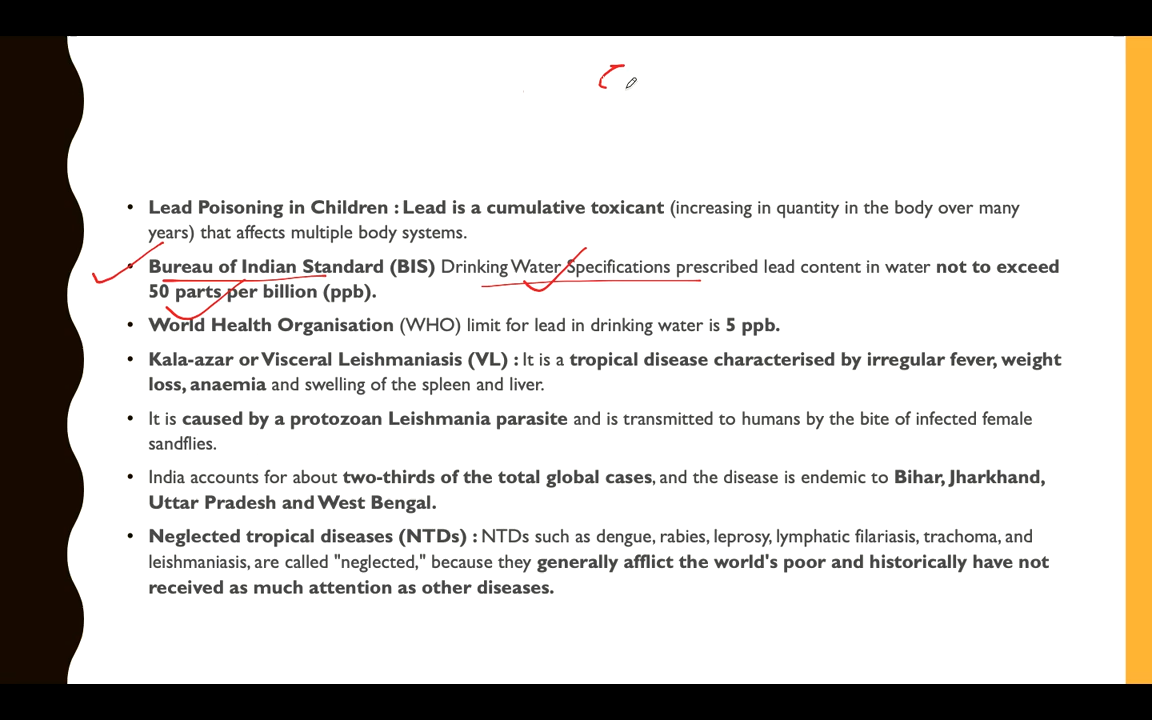 • Lead Poisoning in Children : Lead is a cumulative toxicant (increasing in quantity in the body over many
years) that affects multiple body systems.
• Bureau of Indian Standard (BIS) Drinking Water Specifications prescribed lead content in water not to exceed
50 parts per billion (ppb).
• World Health Organisation (WHO) limit for lead in drinking water is 5 ppb.
• Kala-azar or Visceral Leishmaniasis (VL) : It is a tropical disease characterised by irregular fever, weight
loss, anaemia and swelling of the spleen and liver.
• It is caused by a protozoan Leishmania parasite and is transmitted to humans by the bite of infected female
sandflies.
• India accounts for about two-thirds of the total global cases, and the disease is endemic to Bihar, Jharkhand,
Uttar Pradesh and West Bengal.
• Neglected tropical diseases (NTDs) : NTDs such as dengue, rabies, leprosy, lymphatic filariasis, trachoma, and
leishmaniasis, are called "neglected," because they generally afflict the world's poor and historically have not
received as much attention as other diseases.